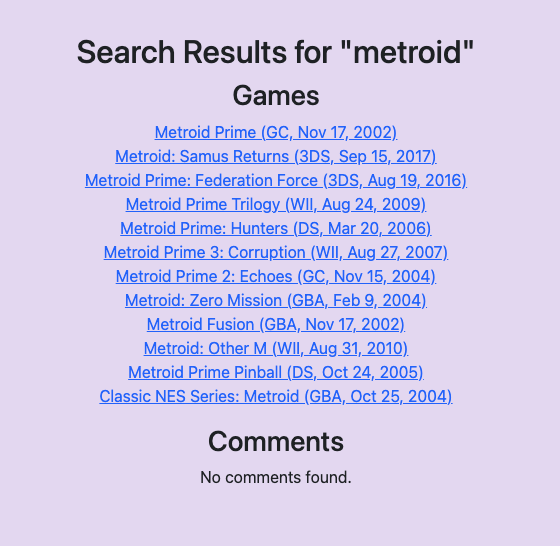 Search Results for "metroid"
Games
Metroid Prime (GC, Nov 17, 2002)
Metroid: Samus Returns (3DS, Sep 15, 2017)
Metroid Prime: Federation Force (3DS, Aug 19, 2016)
Metroid Prime Trilogy (WII, Aug 24, 2009)
Metroid Prime: Hunters (DS, Mar 20, 2006)
Metroid Prime 3: Corruption (WII, Aug 27, 2007)
Metroid Prime 2: Echoes (GC, Nov 15, 2004)
Metroid: Zero Mission (GBA, Feb 9, 2004)
Metroid Fusion (GBA, Nov 17, 2002)
Metroid: Other M (WII, Aug 31, 2010)
Metroid Prime Pinball (DS, Oct 24, 2005)
Classic NES Series: Metroid (GBA, Oct 25, 2004)
Comments
No comments found.